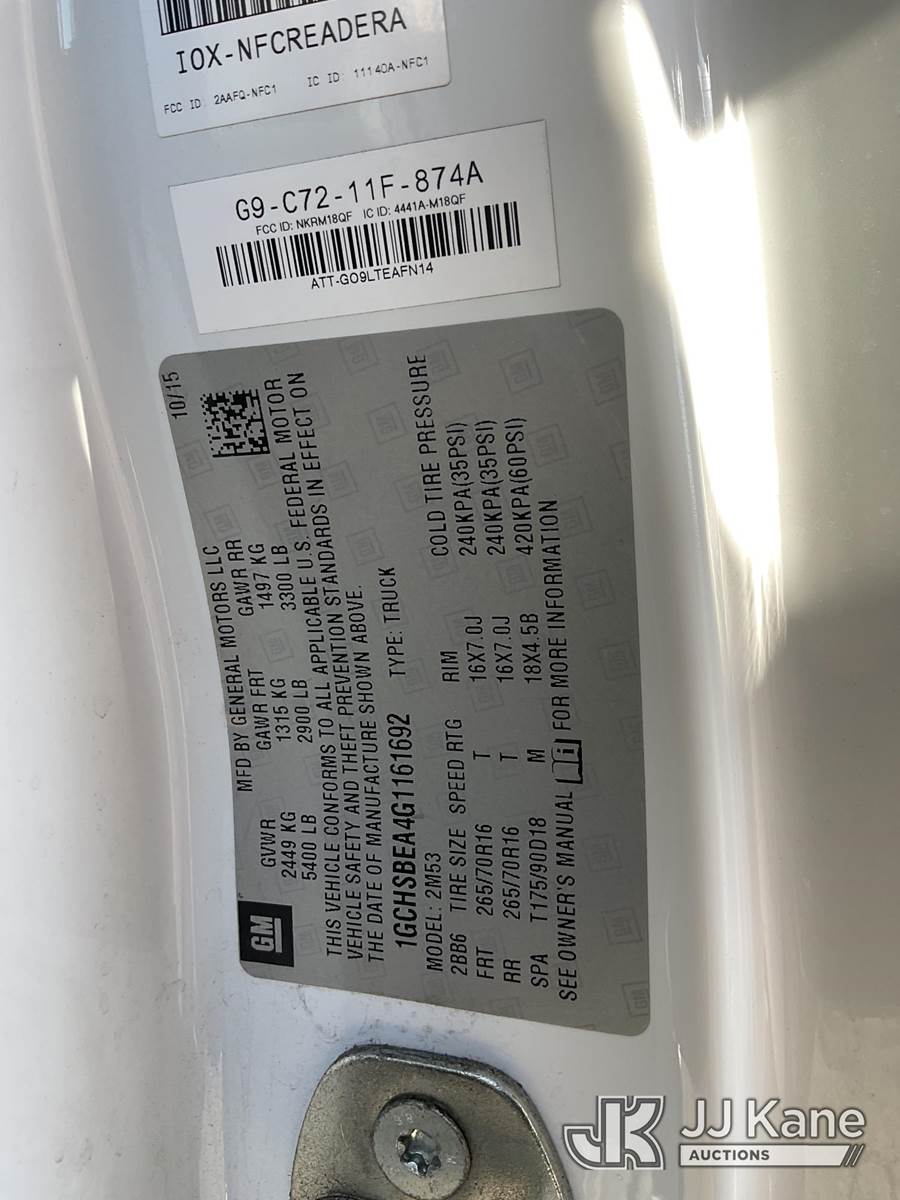 IOX-NFCREADERA
FCC ID: 2AAFQ-NFC1 IC ID: 11140A-NFC1
G9-C72-11F-874A
FCC ID: NKRM18QF IC ID: 4441A-M18QF
ATT-GO9LTEAFN14
GM
MFD BY GENERAL MOTORS LLC
10/15
GVWR GAWR FRT GAWR RR
2449 KG 1315 KG 1497 KG
5400 LB 2900 LB 3300 LB
THIS VEHICLE CONFORMS TO ALL APPLICABLE U.S. FEDERAL MOTOR
VEHICLE SAFETY AND THEFT PREVENTION STANDARDS IN EFFECT ON
THE DATE OF MANUFACTURE SHOWN ABOVE.
1GCHSBEA4G1161692 TYPE: TRUCK
MODEL: 2M53
2BB6 TIRE SIZE SPEED RTG RIM COLD TIRE PRESSURE
FRT 265/70R16 T 16X7.0J 240KPA(35PSI)
RR 265/70R16 T 16X7.0J 240KPA(35PSI)
SPA T175/90D18 M 18X4.5B 420KPA(60PSI)
SEE OWNER'S MANUAL i FOR MORE INFORMATION
JK JJ Kane
AUCTIONS